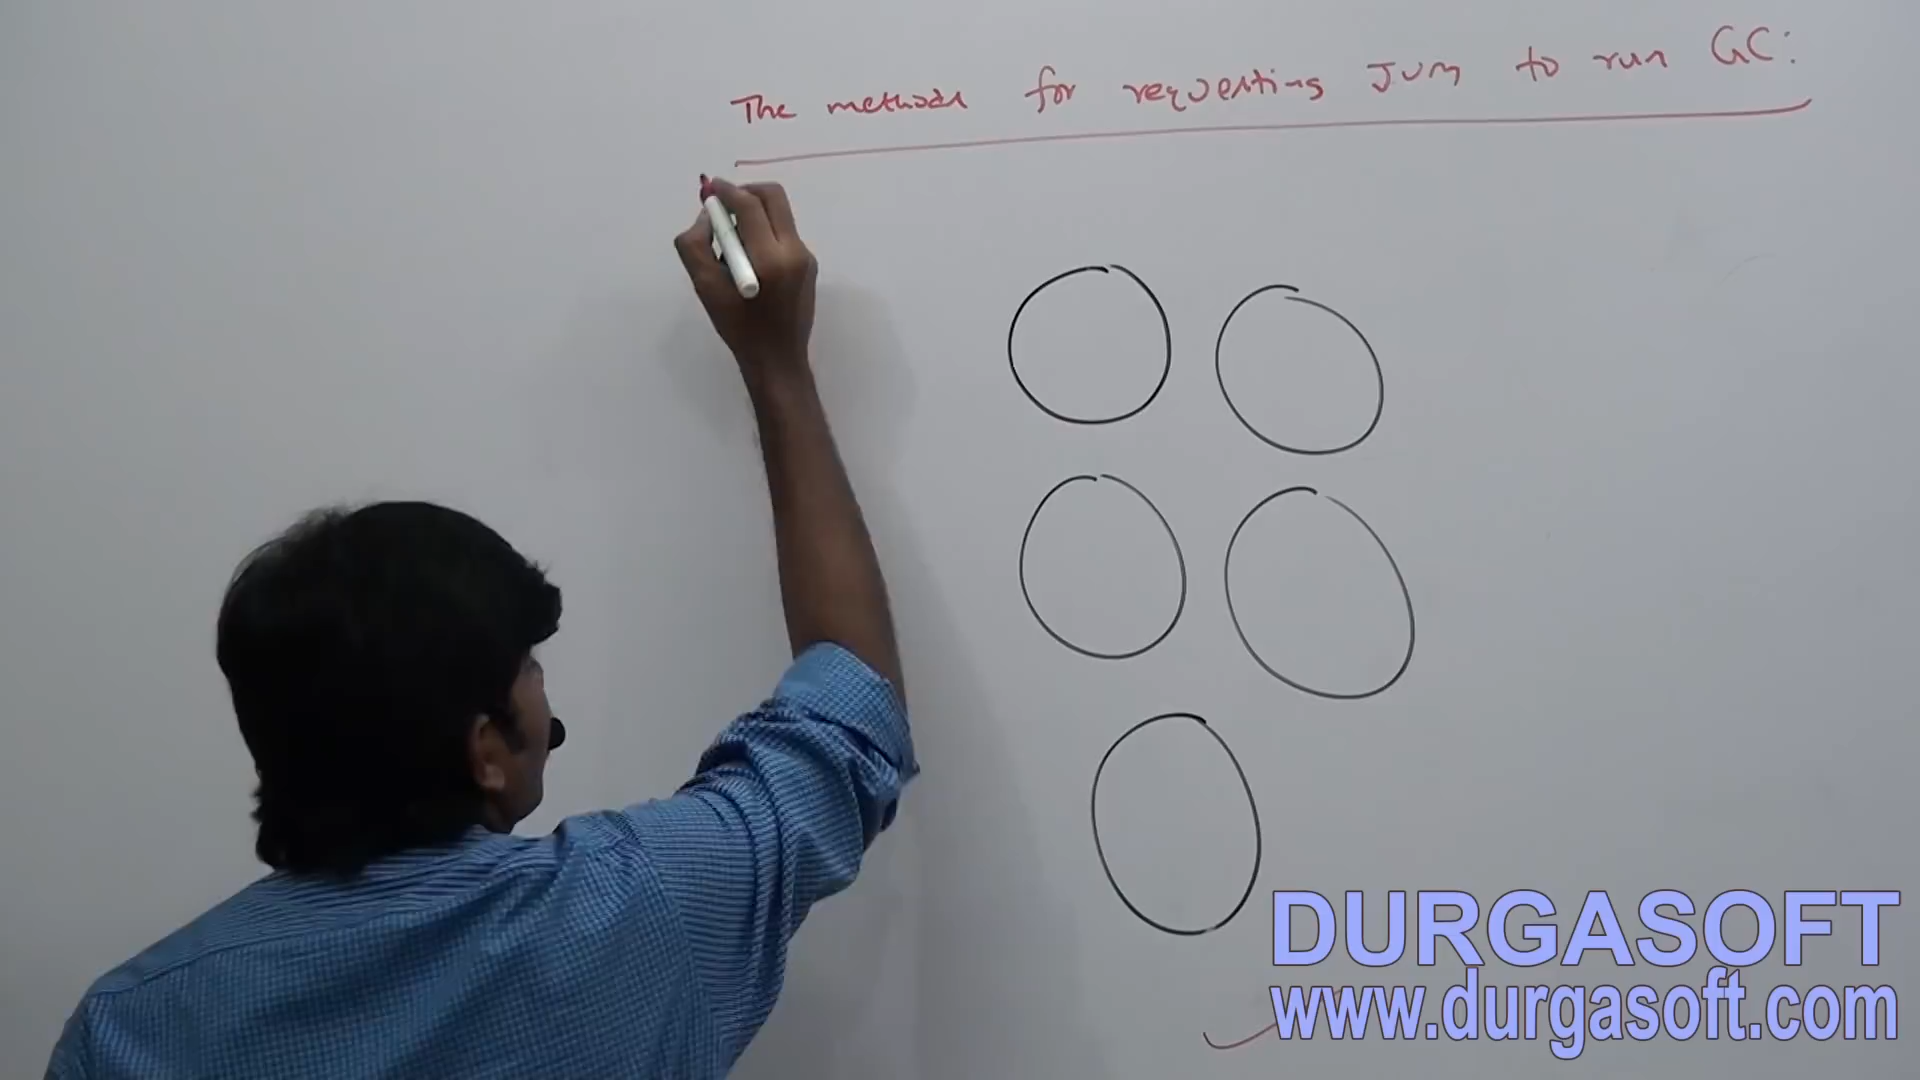 The methods for requesting JVM to run GC:
DURGASOFT
www.durgasoft.com